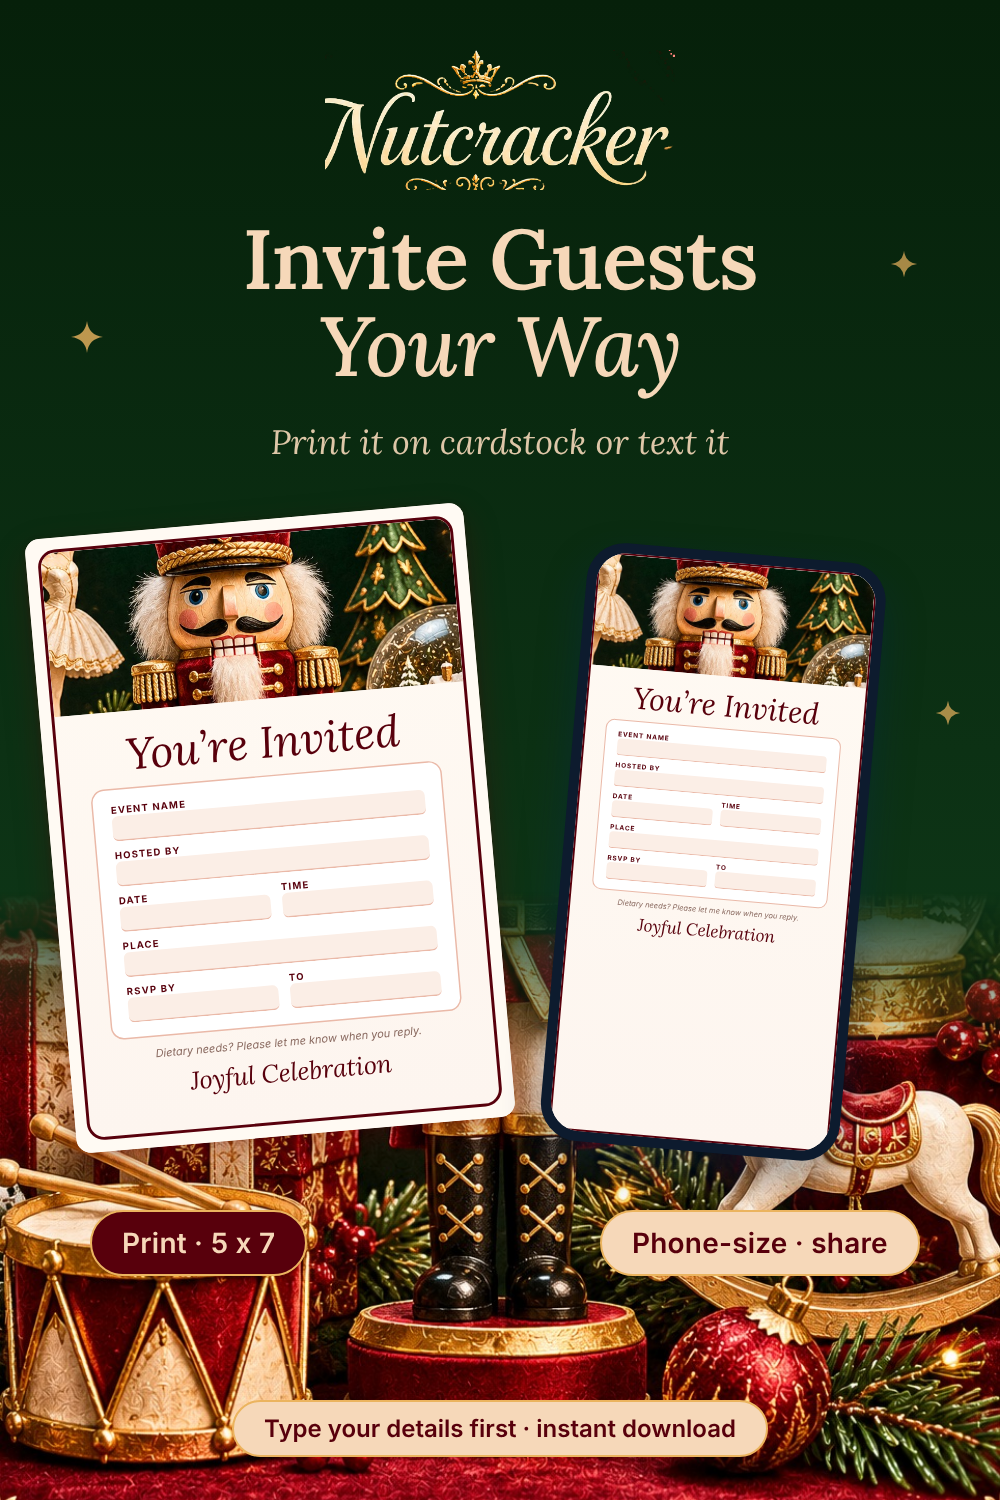 Nutcracker
Invite Guests
Your Way
Print it on cardstock or text it
You're Invited
EVENT NAME
HOSTED BY
DATE
TIME
PLACE
RSVP BY
TO
Dietary needs? Please let me know when you reply.
Joyful Celebration
You're Invited
EVENT NAME
HOSTED BY
DATE
TIME
PLACE
RSVP BY
TO
Dietary needs? Please let me know when you reply.
Joyful Celebration
Print · 5 x 7
Phone-size · share
Type your details first · instant download